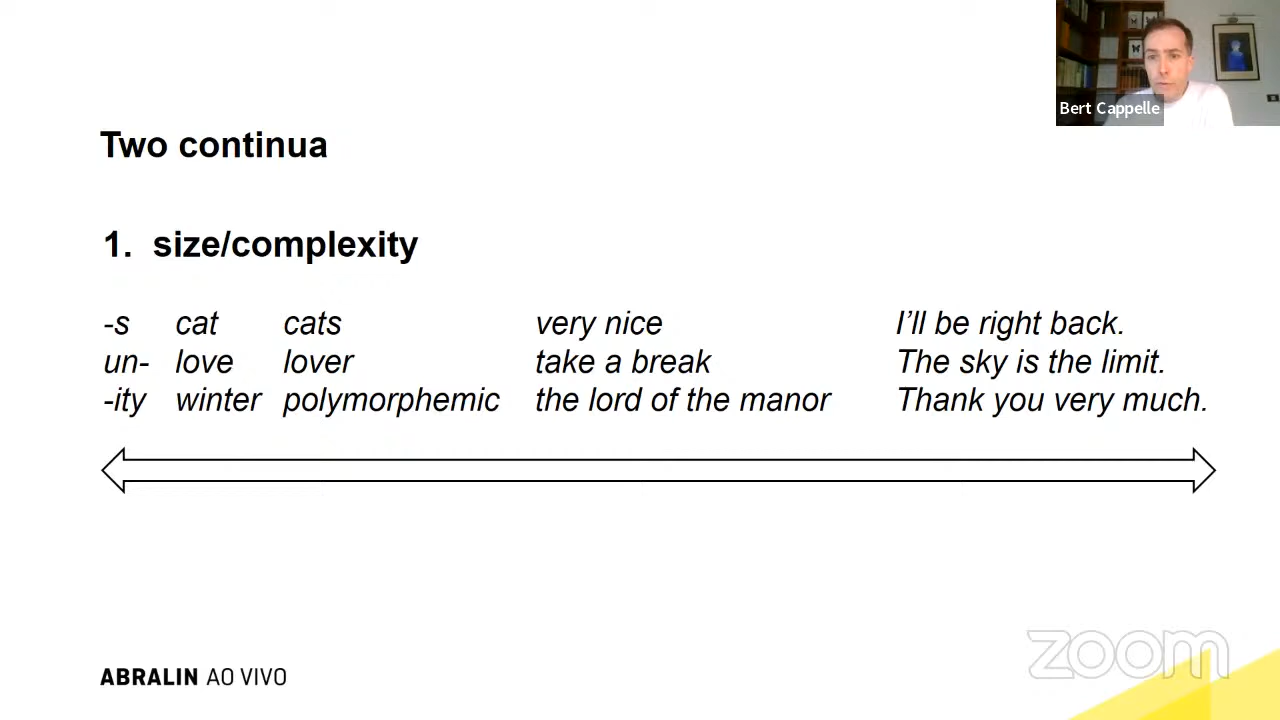 Bert Cappelle
Two continua
1. size/complexity
-s cat cats very nice I’ll be right back.
un- love lover take a break The sky is the limit.
-ity winter polymorphemic the lord of the manor Thank you very much.
ABRALIN AO VIVO
zoom